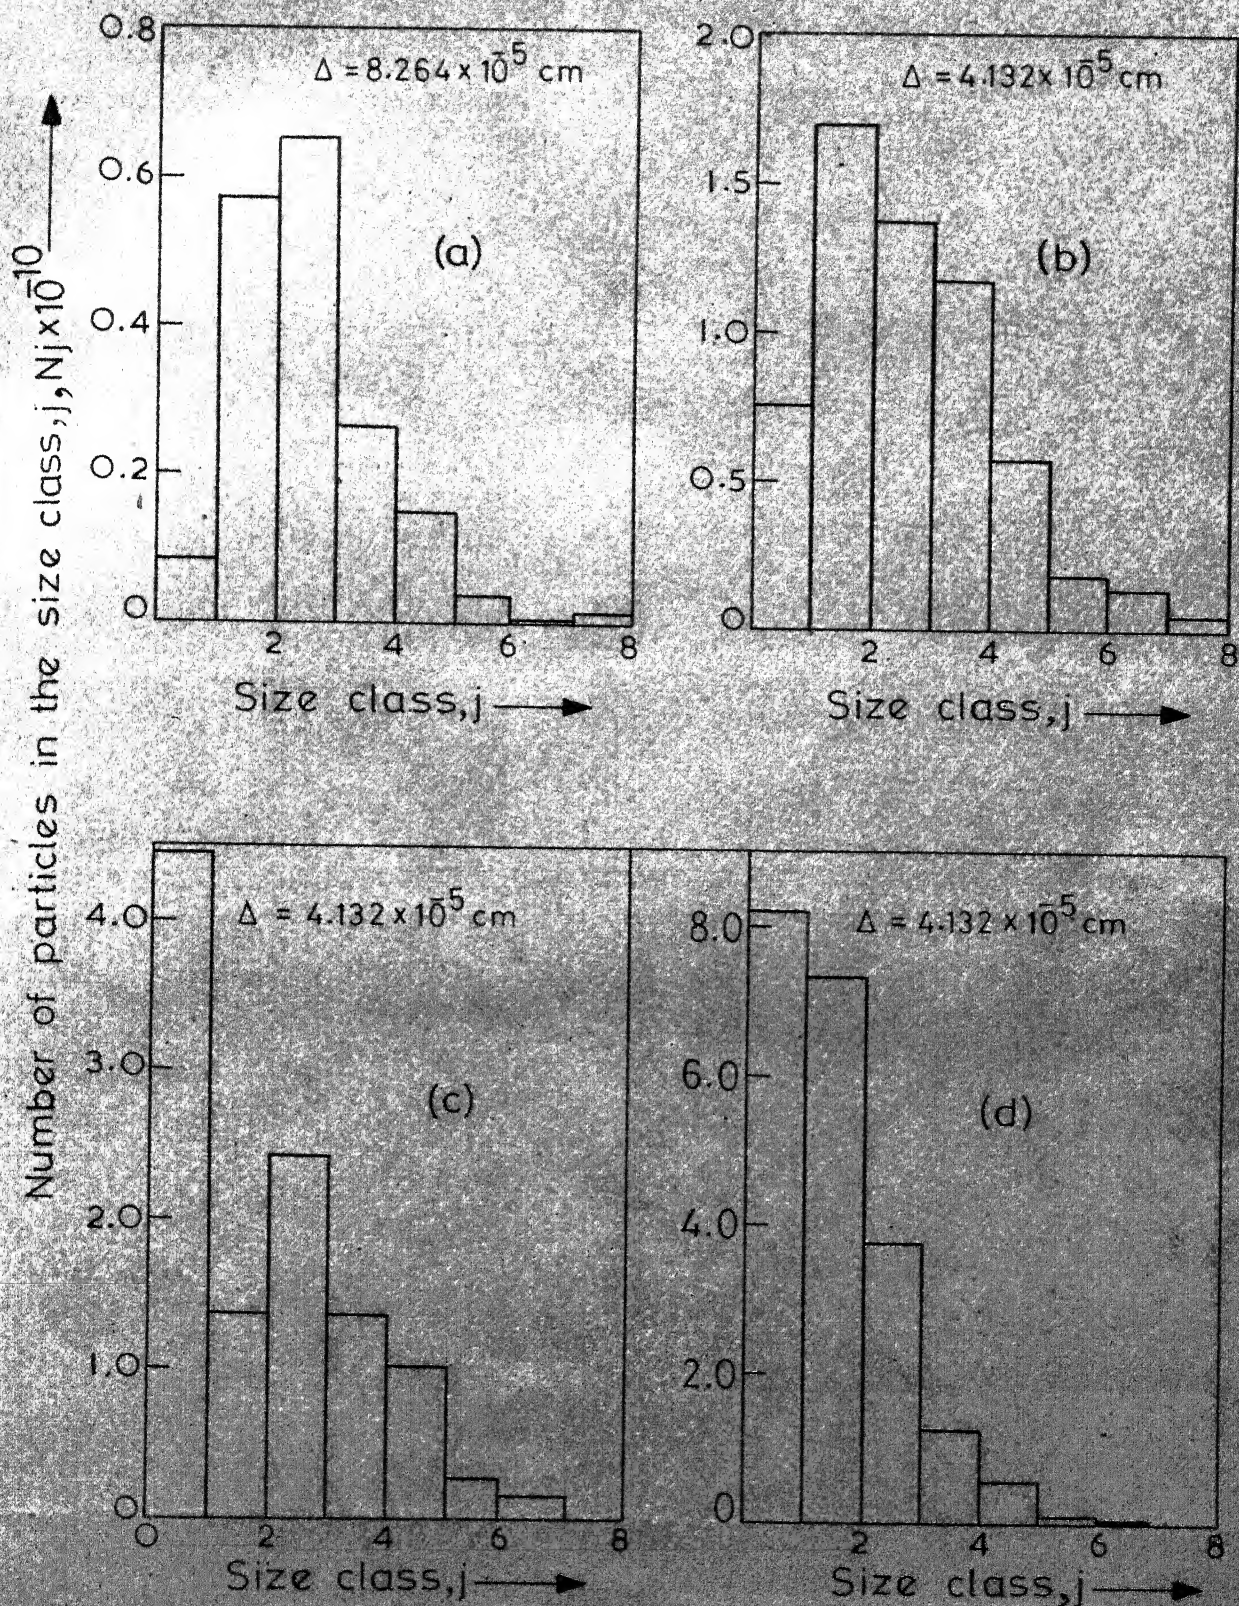 Number of particles in the size class,j,Njx10^-10
0.8
0.6
0.4
0.2
0
Δ = 8.264 x 10^-5 cm
(a)
2 4 6 8
Size class,j
2.0
1.5
1.0
0.5
0
Δ = 4.132 x 10^-5 cm
(b)
2 4 6 8
Size class,j
4.0
3.0
2.0
1.0
0
Δ = 4.132 x 10^-5 cm
(c)
0 2 4 6 8
Size class,j
8.0
6.0
4.0
2.0
0
Δ = 4.132 x 10^-5 cm
(d)
2 4 6 8
Size class,j